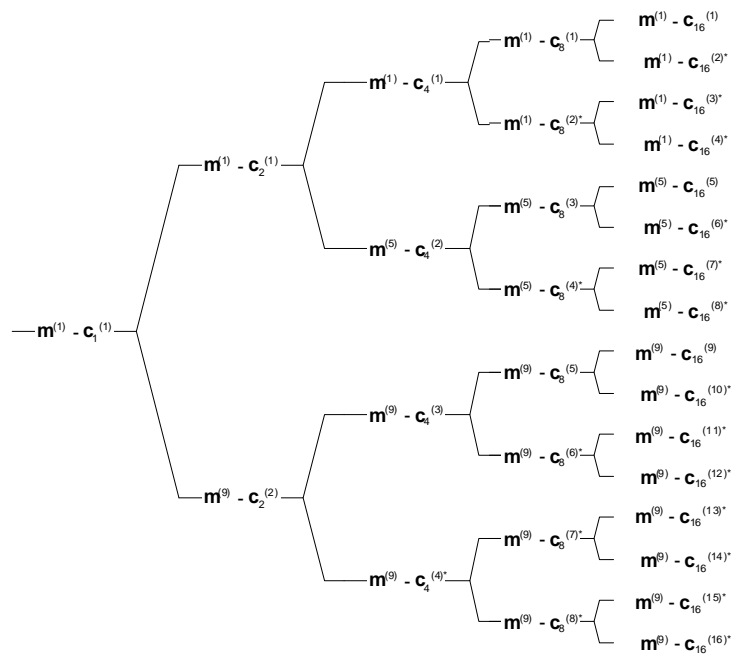 m(1) - c1(1)
m(1) - c2(1)
m(9) - c2(2)
m(1) - c4(1)
m(5) - c4(2)
m(9) - c4(3)
m(9) - c4(4)*
m(1) - c8(1)
m(1) - c8(2)*
m(5) - c8(3)
m(5) - c8(4)*
m(9) - c8(5)
m(9) - c8(6)*
m(9) - c8(7)*
m(9) - c8(8)*
m(1) - c16(1)
m(1) - c16(2)*
m(1) - c16(3)*
m(1) - c16(4)*
m(5) - c16(5)
m(5) - c16(6)*
m(5) - c16(7)*
m(5) - c16(8)*
m(9) - c16(9)
m(9) - c16(10)*
m(9) - c16(11)*
m(9) - c16(12)*
m(9) - c16(13)*
m(9) - c16(14)*
m(9) - c16(15)*
m(9) - c16(16)*